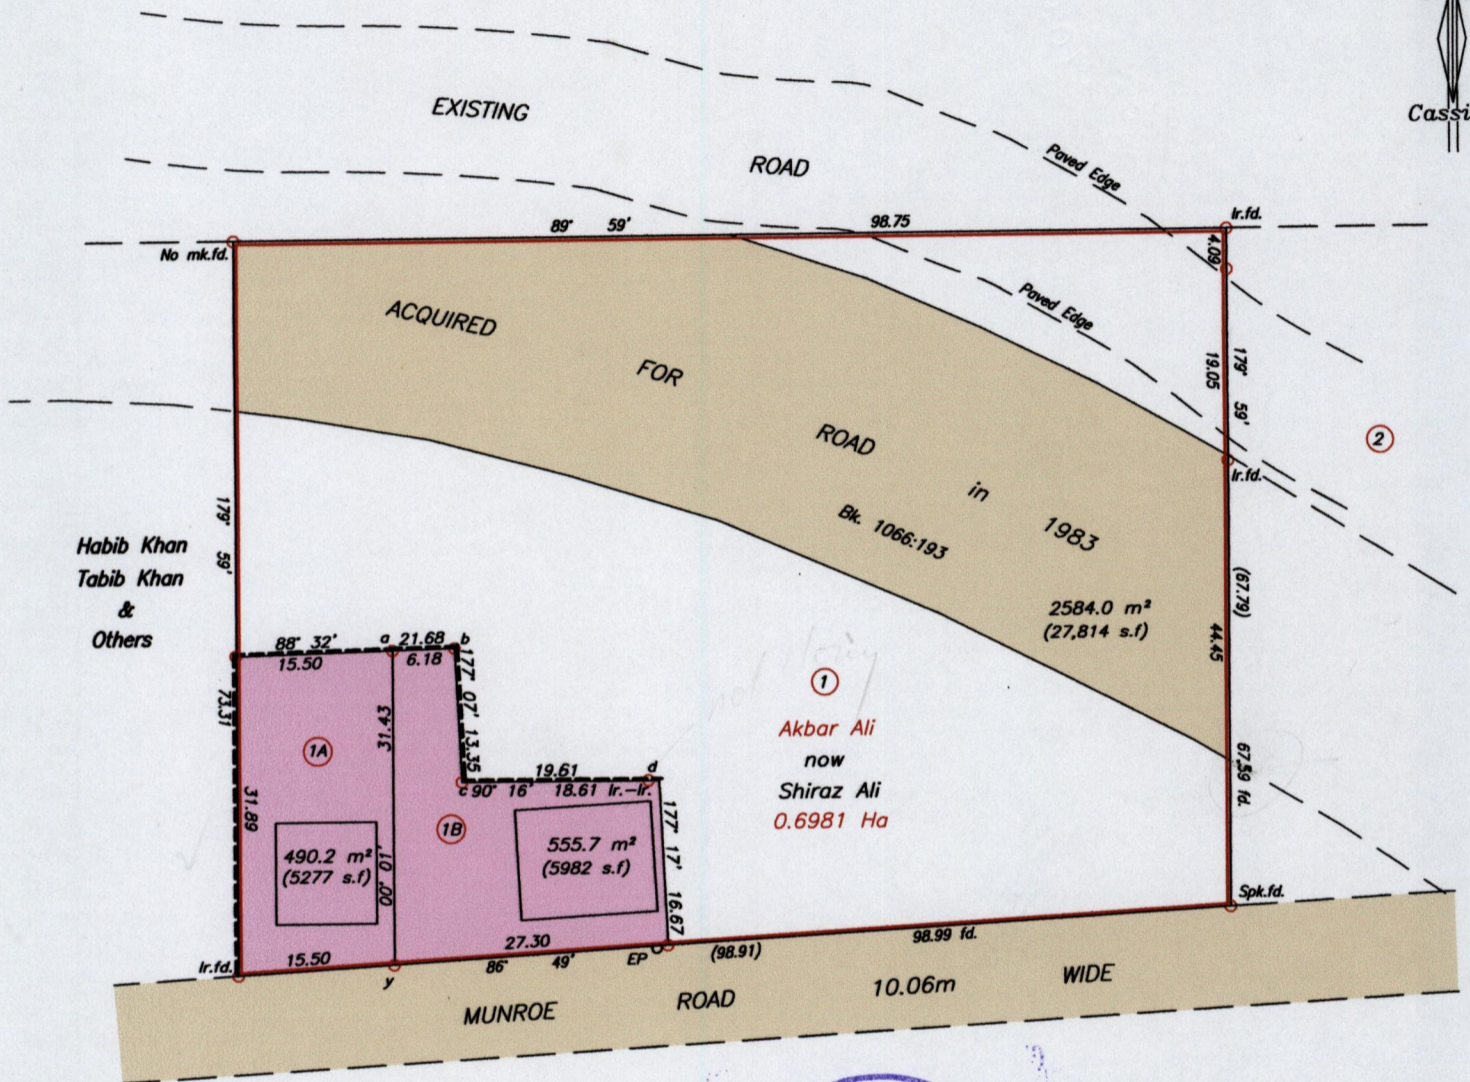 Cassi
EXISTING
ROAD
Paved Edge
Paved Edge
89° 59'
98.75
Ir.fd.
No mk.fd.
4.09
179° 59'
19.05
ACQUIRED
FOR
ROAD
in
1983
Bk. 1066:193
2
Ir.fd.
(67.79)
44.45
67.59 fd.
2584.0 m²
(27,814 s.f)
179° 59'
Habib Khan
Tabib Khan
&
Others
73.31
88° 32'
a
21.68
b
15.50
6.18
177° 07' 13.35
31.43
1A
31.89
19.61
d
c 90° 16' 18.61 Ir.-Ir.
1B
177° 17' 16.67
490.2 m²
(5277 s.f)
00° 01'
555.7 m²
(5982 s.f)
1
Akbar Ali
now
Shiraz Ali
0.6981 Ha
Spk.fd.
Ir.fd.
15.50
y
27.30
86° 49'
EP
(98.91)
98.99 fd.
MUNROE ROAD 10.06m WIDE